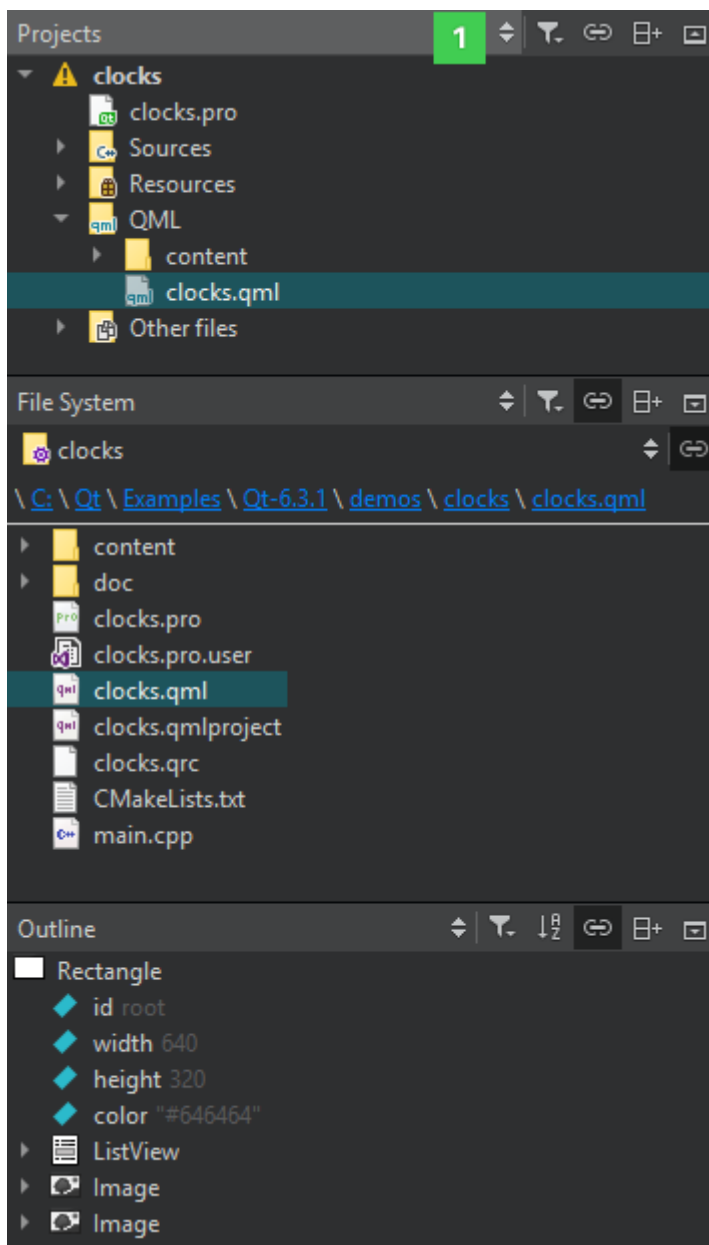 Projects 1
clocks
clocks.pro
Sources
Resources
QML
content
clocks.qml
Other files
File System
clocks
\ C: \ Qt \ Examples \ Qt-6.3.1 \ demos \ clocks \ clocks.qml
content
doc
clocks.pro
clocks.pro.user
clocks.qml
clocks.qmlproject
clocks.qrc
CMakeLists.txt
main.cpp
Outline
Rectangle
id root
width 640
height 320
color "#646464"
ListView
Image
Image